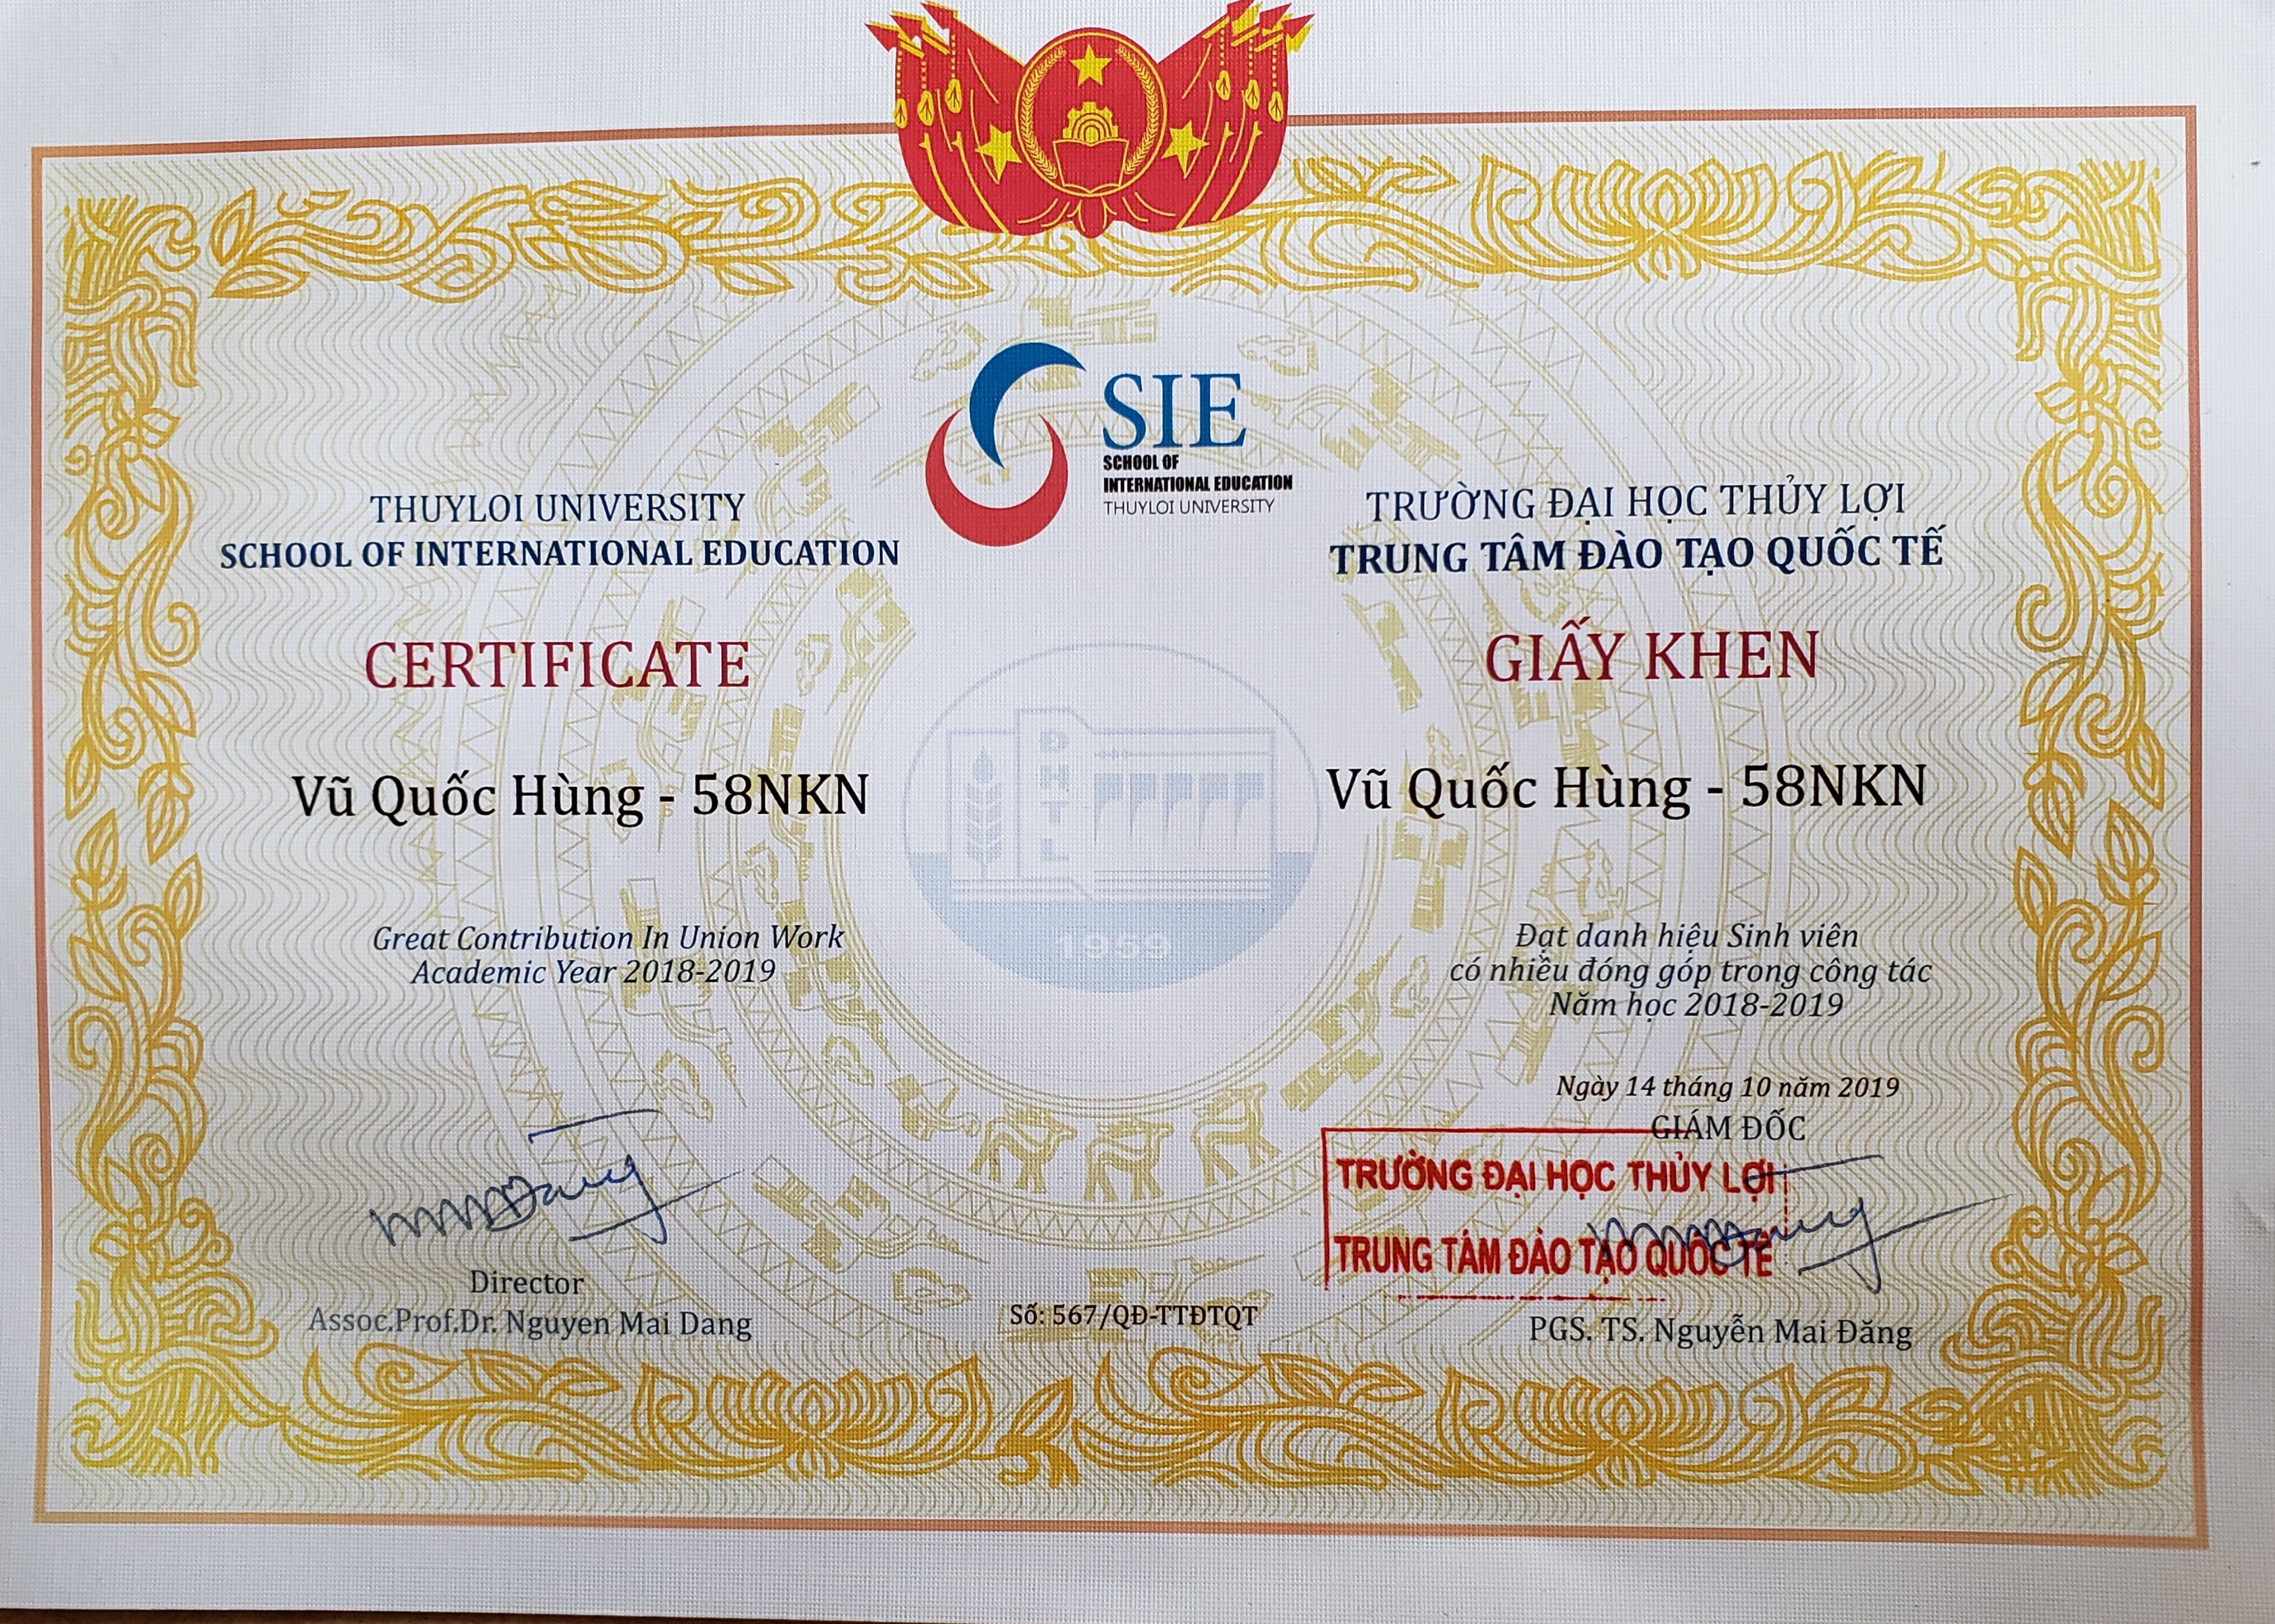 SIE
SCHOOL OF
INTERNATIONAL EDUCATION
THUYLOI UNIVERSITY
THUYLOI UNIVERSITY
SCHOOL OF INTERNATIONAL EDUCATION
CERTIFICATE
Vũ Quốc Hùng - 58NKN
Great Contribution In Union Work
Academic Year 2018-2019
Director
Assoc.Prof.Dr. Nguyen Mai Dang
ĐHTL
1959
Số: 567/QĐ-TTĐTQT
TRƯỜNG ĐẠI HỌC THỦY LỢI
TRUNG TÂM ĐÀO TẠO QUỐC TẾ
GIẤY KHEN
Vũ Quốc Hùng - 58NKN
Đạt danh hiệu Sinh viên
có nhiều đóng góp trong công tác
Năm học 2018-2019
Ngày 14 tháng 10 năm 2019
GIÁM ĐỐC
TRƯỜNG ĐẠI HỌC THỦY LỢI
TRUNG TÂM ĐÀO TẠO QUỐC TẾ
PGS. TS. Nguyễn Mai Đăng